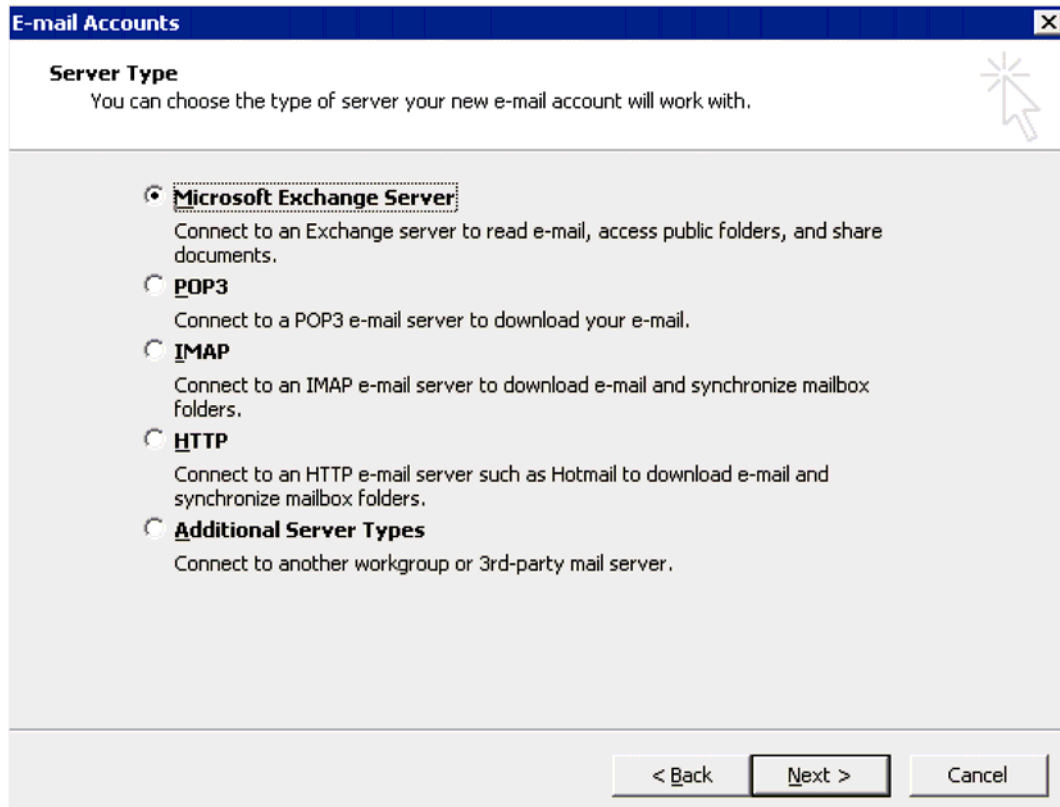 E-mail Accounts
Server Type
You can choose the type of server your new e-mail account will work with.
Microsoft Exchange Server
Connect to an Exchange server to read e-mail, access public folders, and share
documents.
POP3
Connect to a POP3 e-mail server to download your e-mail.
IMAP
Connect to an IMAP e-mail server to download e-mail and synchronize mailbox
folders.
HTTP
Connect to an HTTP e-mail server such as Hotmail to download e-mail and
synchronize mailbox folders.
Additional Server Types
Connect to another workgroup or 3rd-party mail server.
< Back Next > Cancel